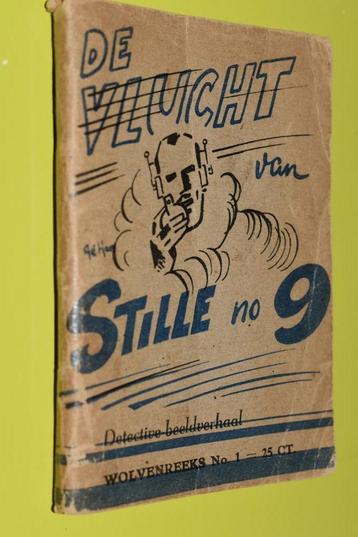 DE
VLUCHT
van
STILLE no 9
Detective-beeldverhaal
WOLVENREEKS No. 1 — 25 CT.